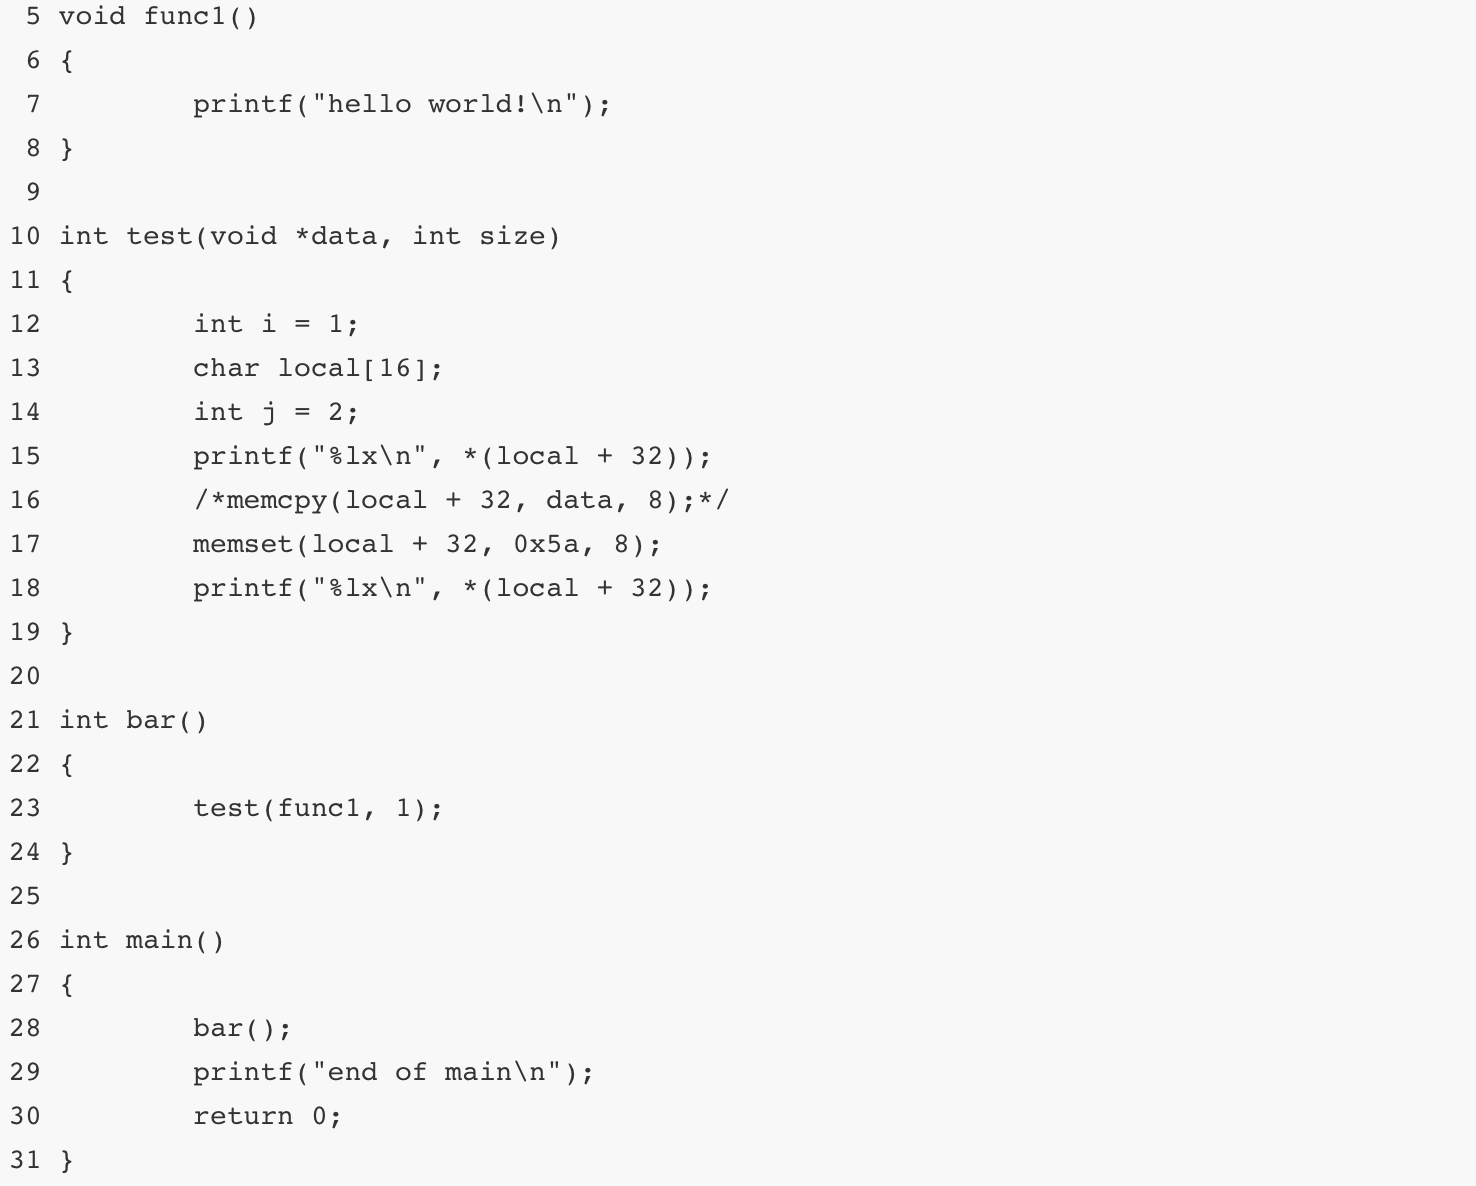 5 void func1()
6 {
7         printf("hello world!\n");
8 }
9
10 int test(void *data, int size)
11 {
12         int i = 1;
13         char local[16];
14         int j = 2;
15         printf("%lx\n", *(local + 32));
16         /*memcpy(local + 32, data, 8);*/
17         memset(local + 32, 0x5a, 8);
18         printf("%lx\n", *(local + 32));
19 }
20
21 int bar()
22 {
23         test(func1, 1);
24 }
25
26 int main()
27 {
28         bar();
29         printf("end of main\n");
30         return 0;
31 }